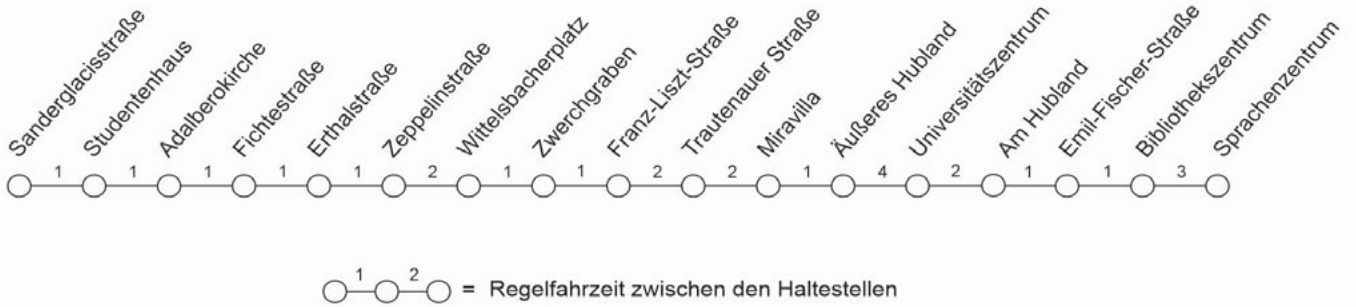 Sanderglacisstraße
Studentenhaus
Adalberokirche
Fichtestraße
Erthalstraße
Zeppelinstraße
Wittelsbacherplatz
Zwerchgraben
Franz-Liszt-Straße
Trautenauer Straße
Miravilla
Äußeres Hubland
Universitätszentrum
Am Hubland
Emil-Fischer-Straße
Bibliothekszentrum
Sprachenzentrum
1 1 1 1 1 2 1 1 2 2 1 4 2 1 1 3
1 2
= Regelfahrzeit zwischen den Haltestellen